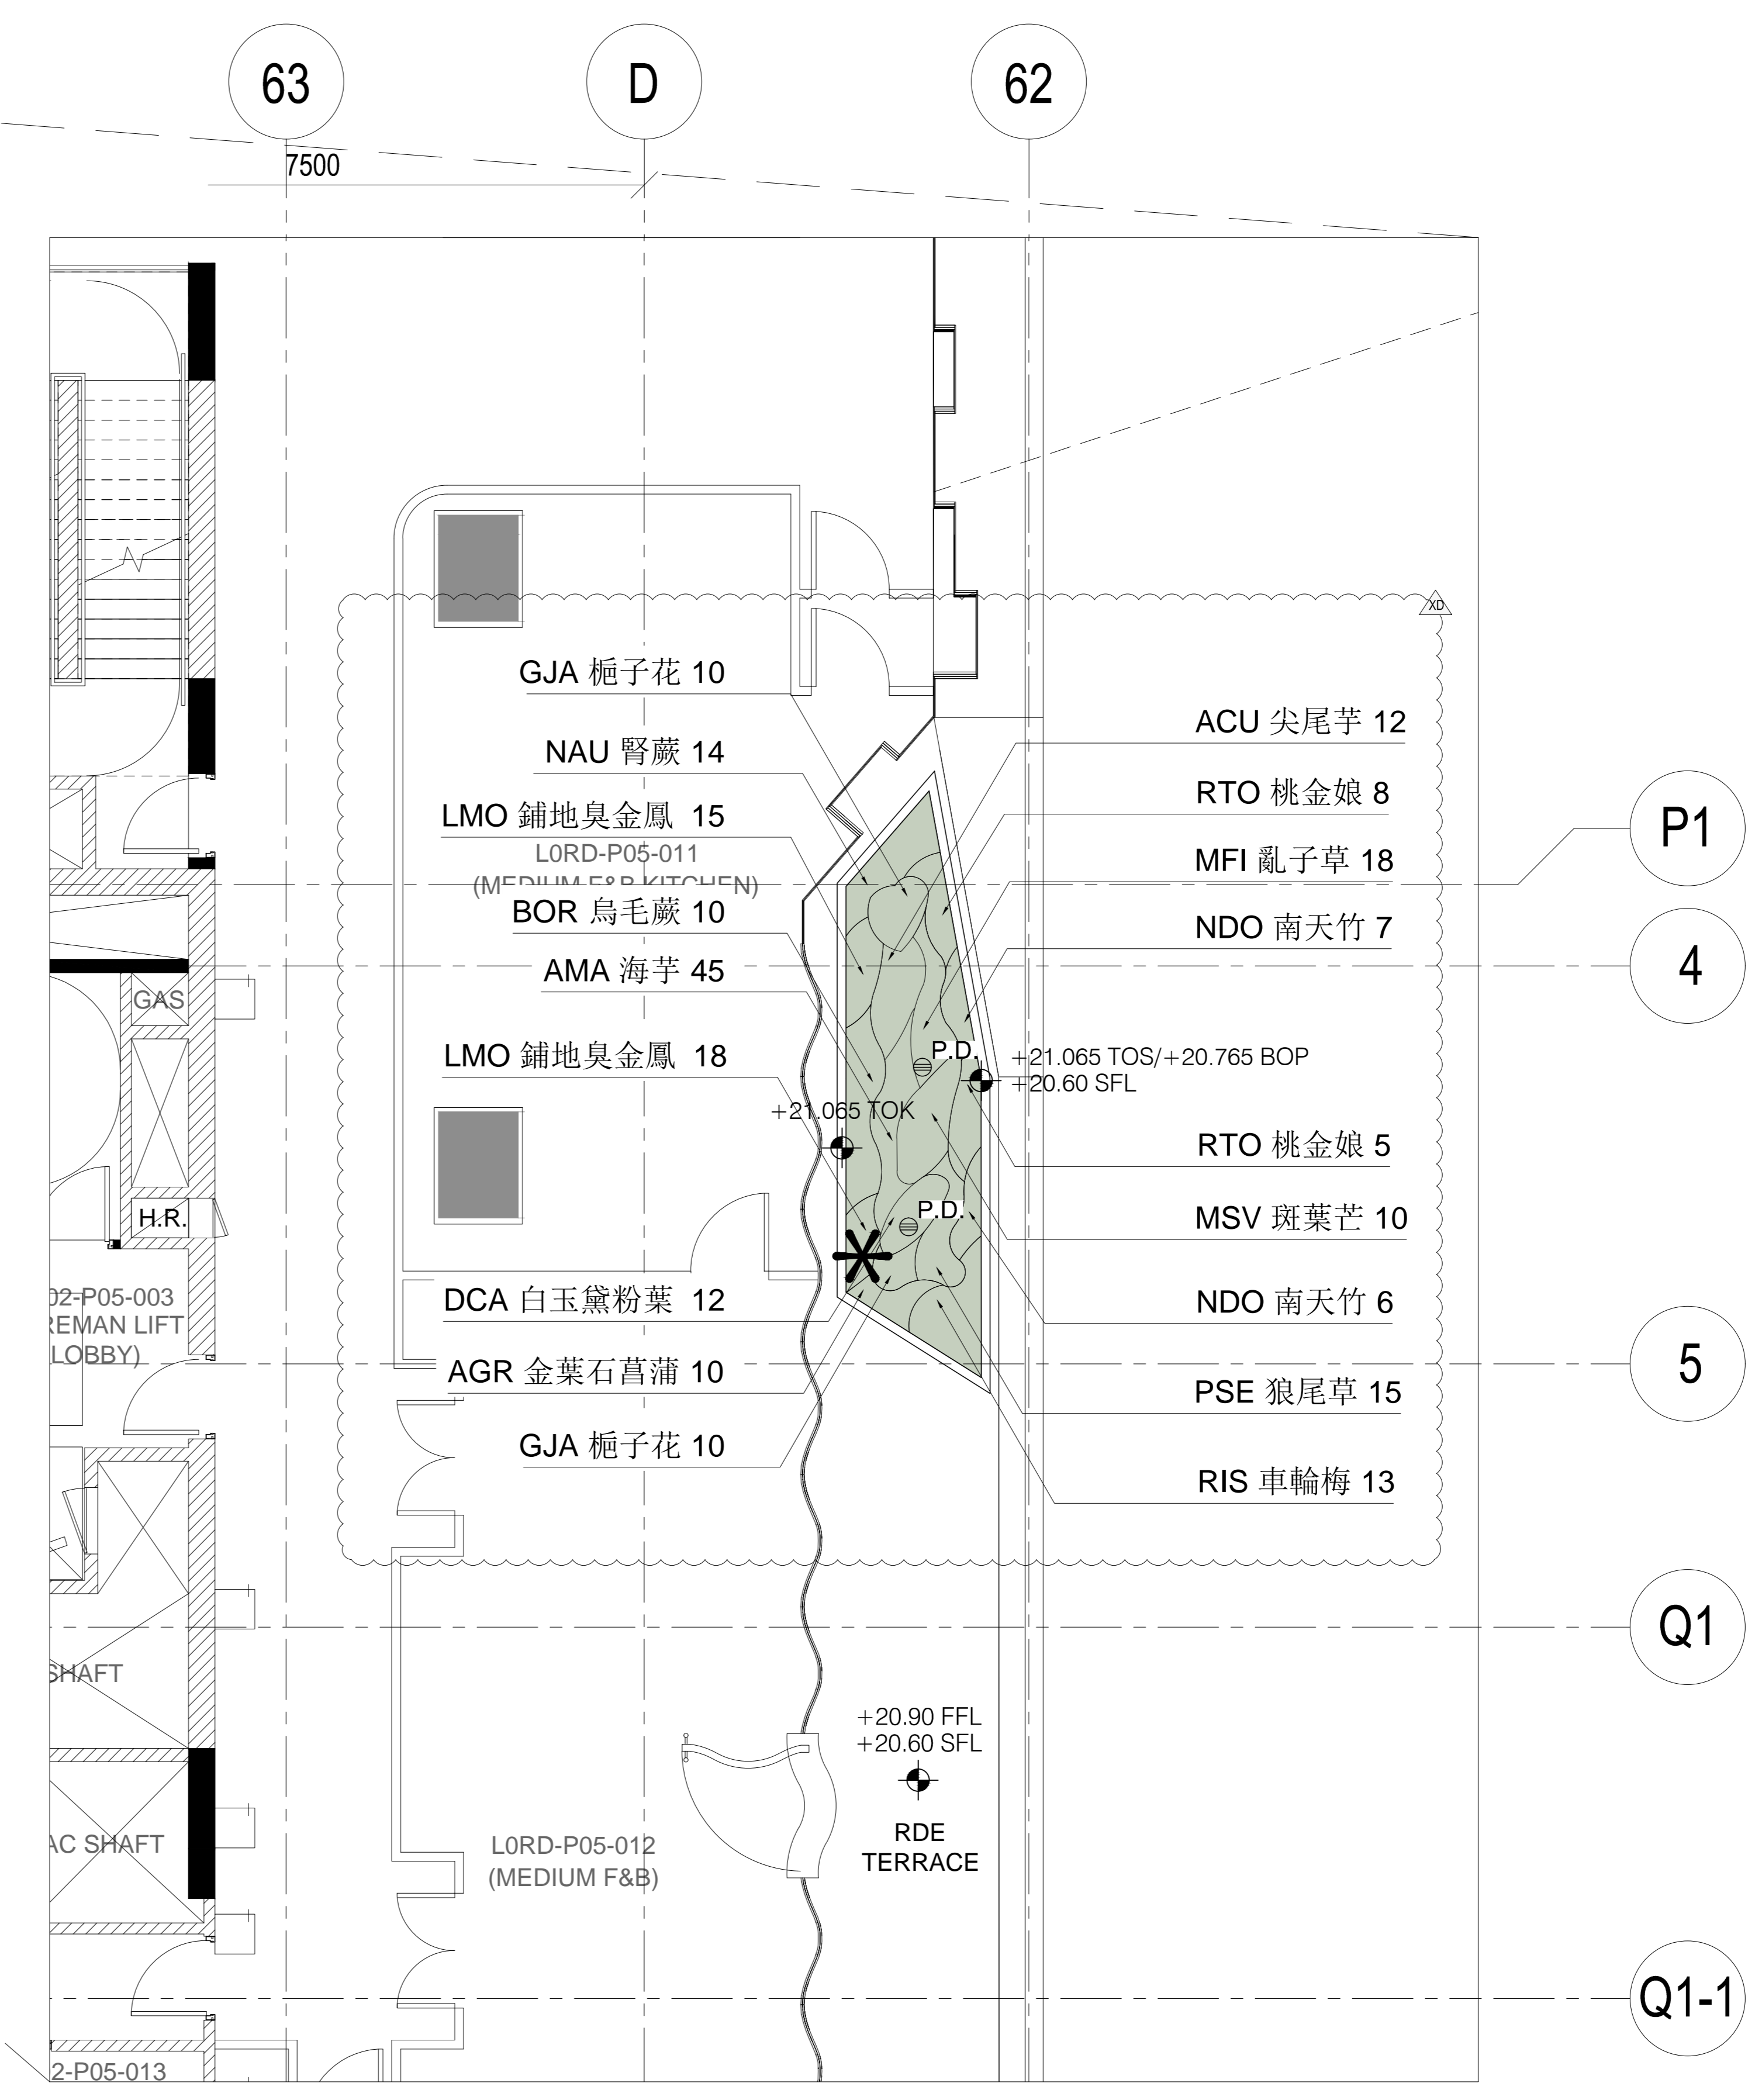 63
D
62
7500
XD
GJA 梔子花 10
NAU 腎蕨 14
LMO 鋪地臭金鳳 15
L0RD-P05-011
(MEDIUM F&B KITCHEN)
BOR 烏毛蕨 10
AMA 海芋 45
LMO 鋪地臭金鳳 18
ACU 尖尾芋 12
RTO 桃金娘 8
MFI 亂子草 18
NDO 南天竹 7
P1
4
GAS
P.D.
+21.065 TOS/+20.765 BOP
+20.60 SFL
+21.065 TOK
RTO 桃金娘 5
MSV 斑葉芒 10
H.R.
P.D.
02-P05-003
REMAN LIFT
LOBBY)
DCA 白玉黛粉葉 12
NDO 南天竹 6
AGR 金葉石菖蒲 10
PSE 狼尾草 15
5
GJA 梔子花 10
RIS 車輪梅 13
Q1
SHAFT
+20.90 FFL
+20.60 SFL
RDE
TERRACE
AC SHAFT
L0RD-P05-012
(MEDIUM F&B)
Q1-1
2-P05-013